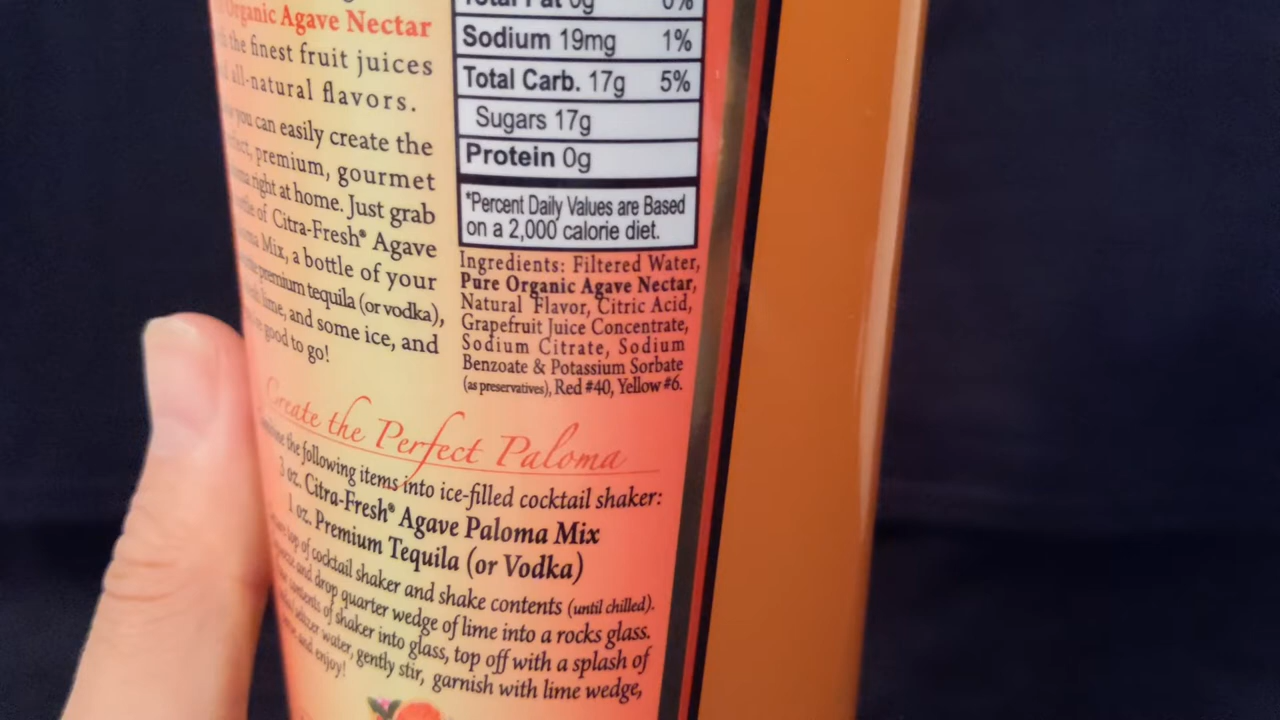 Organic Agave Nectar
the finest fruit juices
all-natural flavors.
you can easily create the
premium, gourmet
right at home. Just grab
of Citra-Fresh® Agave
Mix, a bottle of your
premium tequila (or vodka),
lime, and some ice, and
good to go!
Total Fat 0g 0%
Sodium 19mg 1%
Total Carb. 17g 5%
Sugars 17g
Protein 0g
*Percent Daily Values are Based
on a 2,000 calorie diet.
Ingredients: Filtered Water,
Pure Organic Agave Nectar,
Natural Flavor, Citric Acid,
Grapefruit Juice Concentrate,
Sodium Citrate, Sodium
Benzoate & Potassium Sorbate
(as preservatives), Red #40, Yellow #6.
Create the Perfect Paloma
the following items into ice-filled cocktail shaker:
3 oz. Citra-Fresh® Agave Paloma Mix
1 oz. Premium Tequila (or Vodka)
top of cocktail shaker and shake contents (until chilled).
and drop quarter wedge of lime into a rocks glass.
contents of shaker into glass, top off with a splash of
water, gently stir, garnish with lime wedge,
and enjoy!